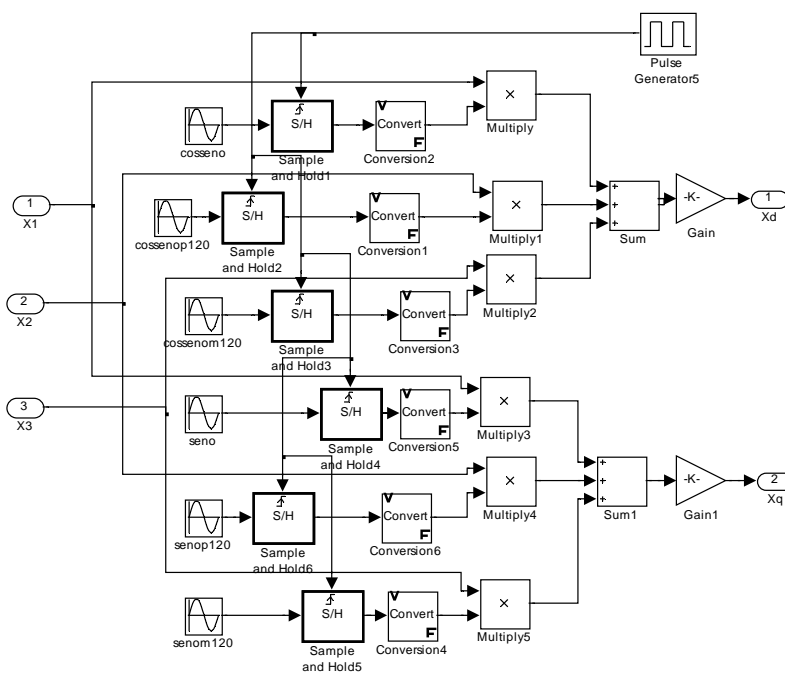 Pulse
Generator5
×
Multiply
S/H
Convert
V
F
cosseno
Sample
and Hold1
Conversion2
1
X1
S/H
Convert
V
F
×
Multiply1
cossenop120
Sample
and Hold2
Conversion1
+
+
+
Sum
-K-
Gain
1
Xd
2
X2
S/H
Convert
V
F
×
Multiply2
cossenom120
Sample
and Hold3
Conversion3
3
X3
S/H
Convert
V
F
×
Multiply3
seno
Sample
and Hold4
Conversion5
+
+
+
Sum1
-K-
Gain1
2
Xq
S/H
Convert
V
F
×
Multiply4
senop120
Sample
and Hold6
Conversion6
S/H
Convert
V
F
×
Multiply5
senom120
Sample
and Hold5
Conversion4